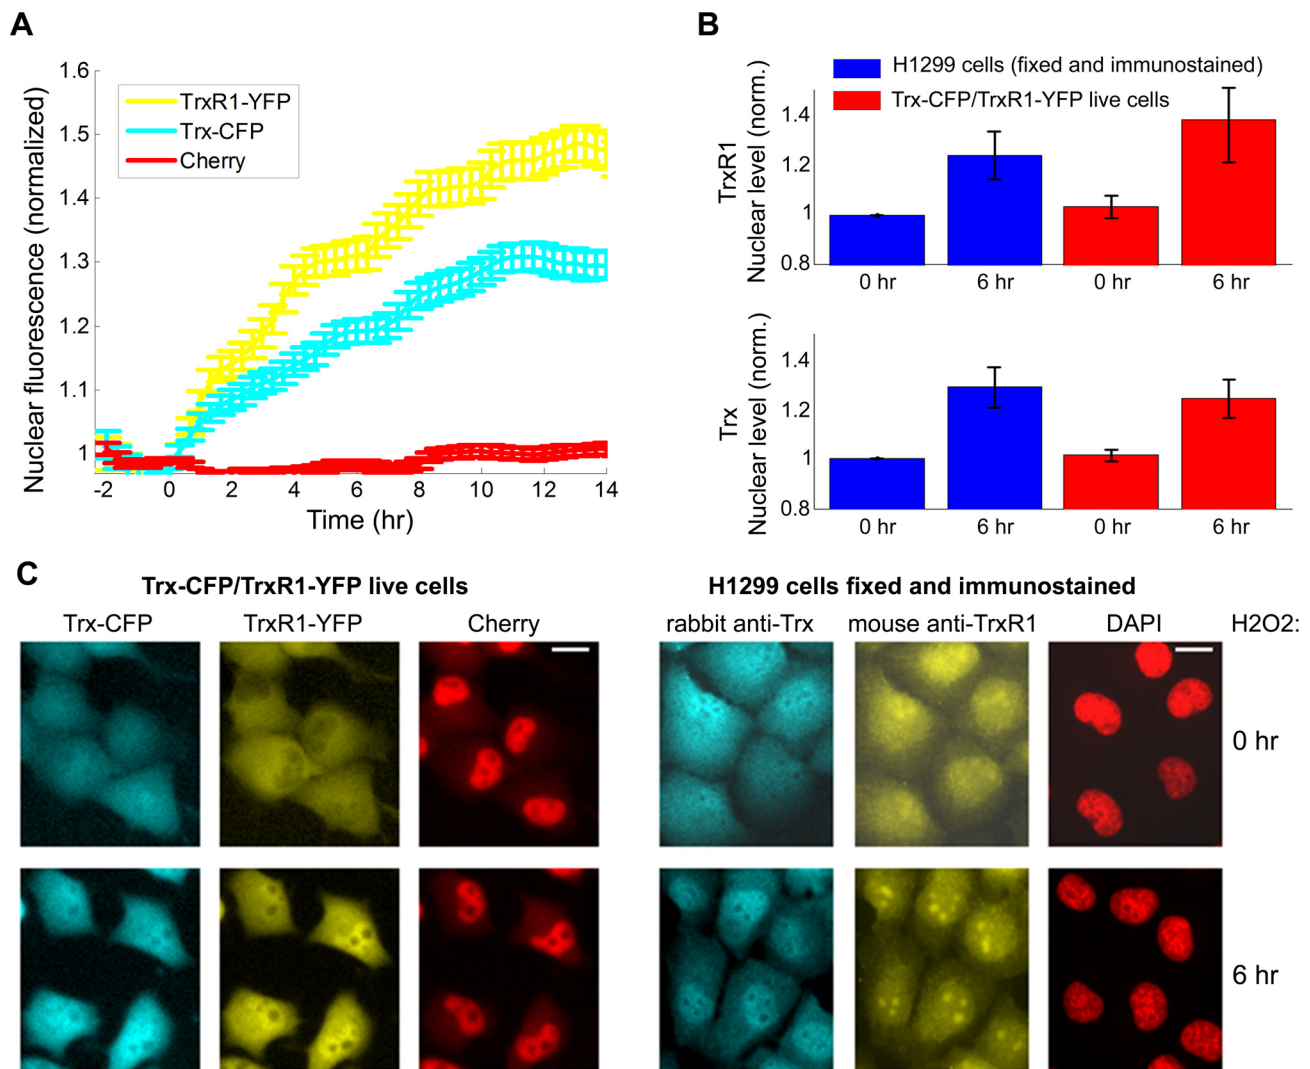 A
Nuclear fluorescence (normalized)
1.6
1.5
1.4
1.3
1.2
1.1
1
TrxR1-YFP
Trx-CFP
Cherry
-2 0 2 4 6 8 10 12 14
Time (hr)
B
H1299 cells (fixed and immunostained)
Trx-CFP/TrxR1-YFP live cells
TrxR1
Nuclear level (norm.)
1.4
1.2
1
0.8
0 hr 6 hr 0 hr 6 hr
Trx
Nuclear level (norm.)
1.4
1.2
1
0.8
0 hr 6 hr 0 hr 6 hr
C
Trx-CFP/TrxR1-YFP live cells
Trx-CFP TrxR1-YFP Cherry
H1299 cells fixed and immunostained
rabbit anti-Trx mouse anti-TrxR1 DAPI H2O2:
0 hr
6 hr